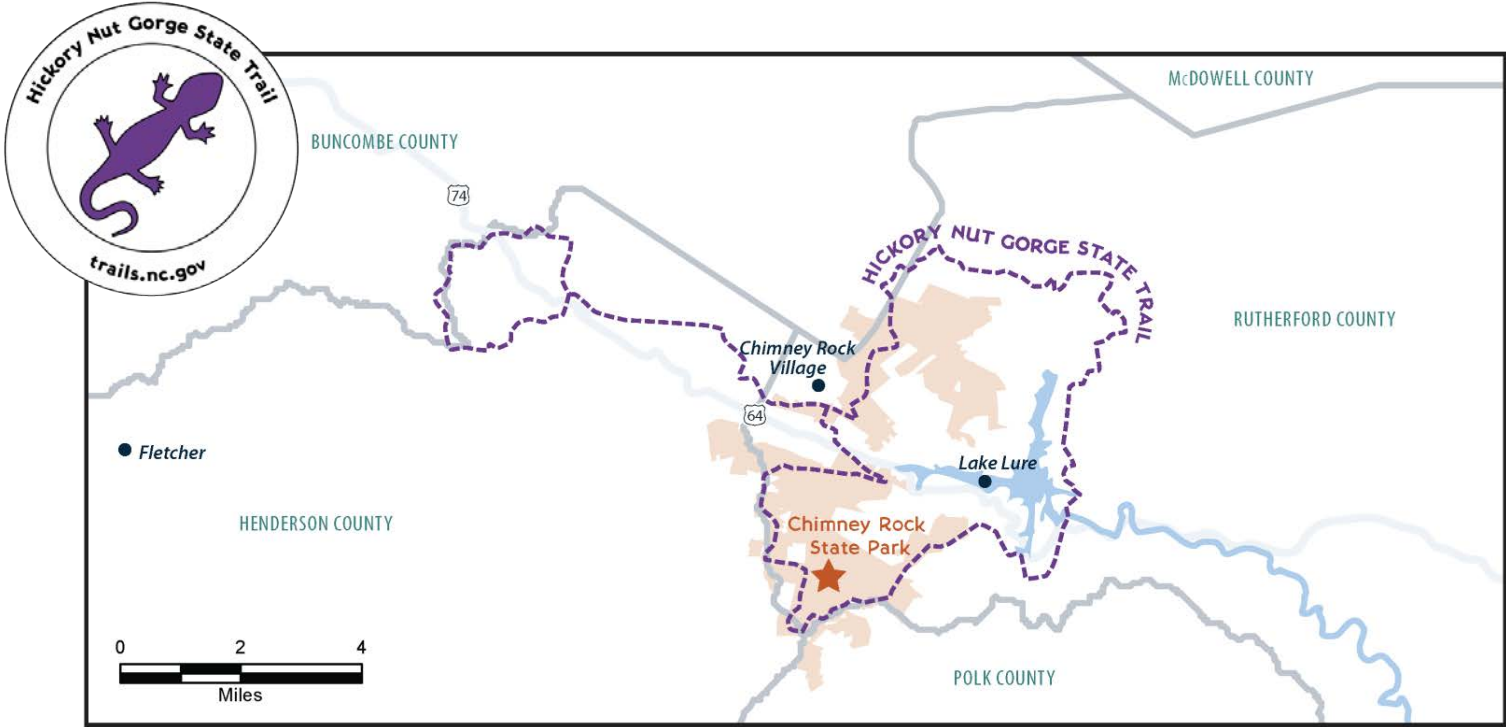 Hickory Nut Gorge State Trail
trails.nc.gov
McDOWELL COUNTY
BUNCOMBE COUNTY
74
HICKORY NUT GORGE STATE TRAIL
RUTHERFORD COUNTY
Chimney Rock
Village
64
Fletcher
Lake Lure
HENDERSON COUNTY
Chimney Rock
State Park
0 2 4
Miles
POLK COUNTY